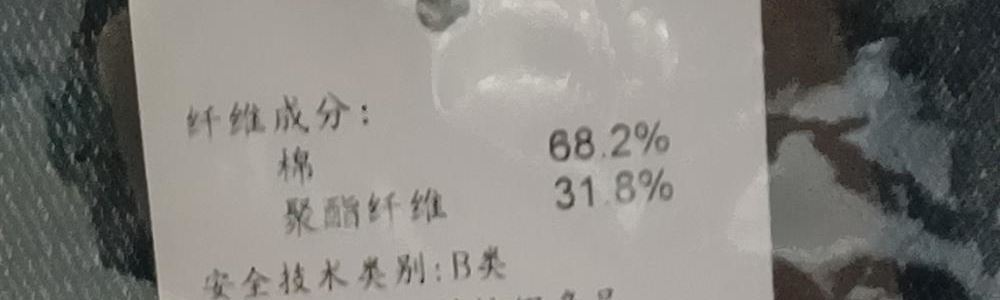 纤维成分：
棉 68.2%
聚酯纤维 31.8%
安全技术类别：B类